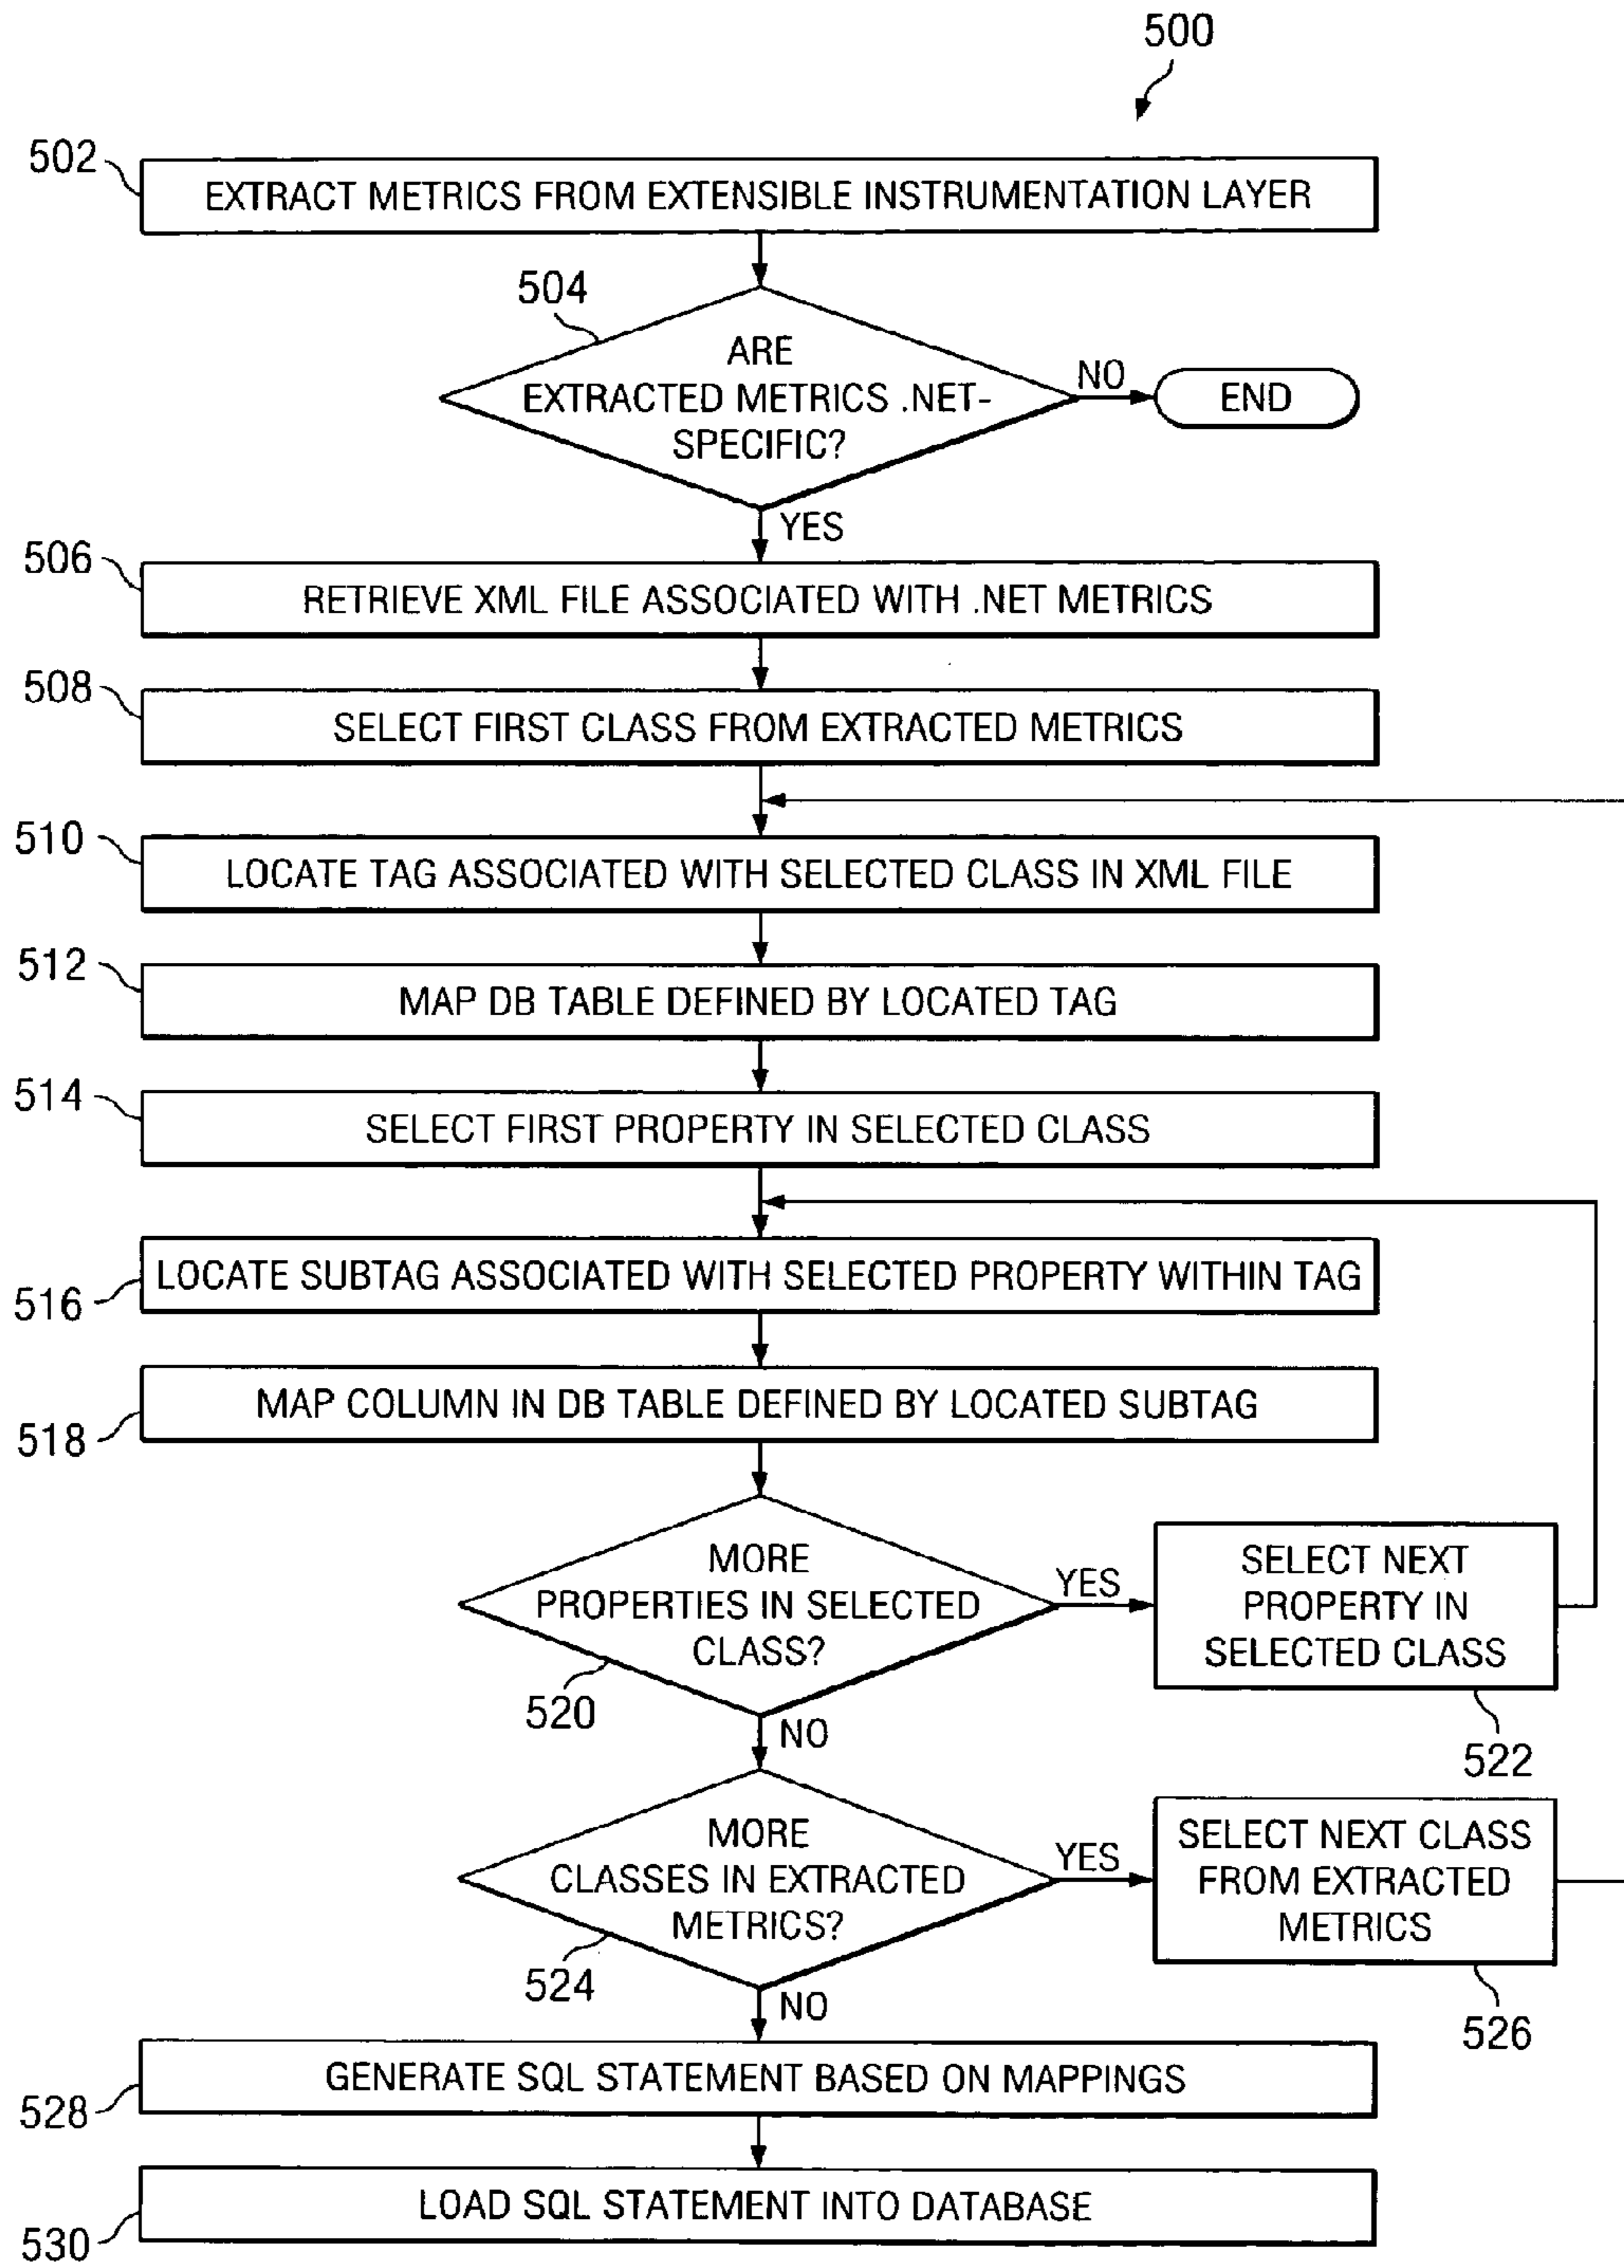 500
502
EXTRACT METRICS FROM EXTENSIBLE INSTRUMENTATION LAYER
504
ARE
EXTRACTED METRICS .NET-
SPECIFIC?
NO
END
YES
506
RETRIEVE XML FILE ASSOCIATED WITH .NET METRICS
508
SELECT FIRST CLASS FROM EXTRACTED METRICS
510
LOCATE TAG ASSOCIATED WITH SELECTED CLASS IN XML FILE
512
MAP DB TABLE DEFINED BY LOCATED TAG
514
SELECT FIRST PROPERTY IN SELECTED CLASS
516
LOCATE SUBTAG ASSOCIATED WITH SELECTED PROPERTY WITHIN TAG
518
MAP COLUMN IN DB TABLE DEFINED BY LOCATED SUBTAG
MORE
PROPERTIES IN SELECTED
CLASS?
520
YES
SELECT NEXT
PROPERTY IN
SELECTED CLASS
522
NO
MORE
CLASSES IN EXTRACTED
METRICS?
524
YES
SELECT NEXT CLASS
FROM EXTRACTED
METRICS
526
NO
528
GENERATE SQL STATEMENT BASED ON MAPPINGS
530
LOAD SQL STATEMENT INTO DATABASE